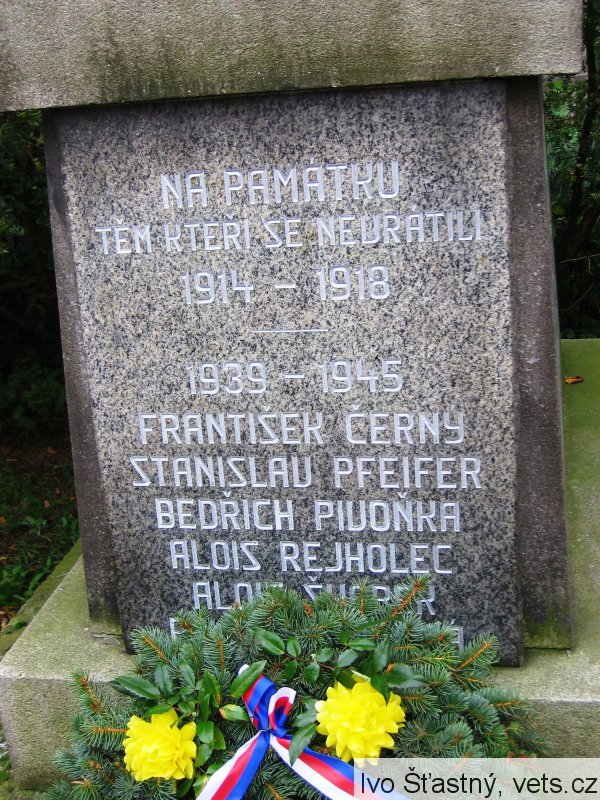 NA PAMÁTKU
TĚM KTEŘÍ SE NEVRÁTILI
1914 – 1918
1939 – 1945
FRANTIŠEK ČERNÝ
STANISLAV PFEIFER
BEDŘICH PIVOŇKA
ALOIS REJHOLEC
ALOIS
Ivo Šťastný, vets.cz